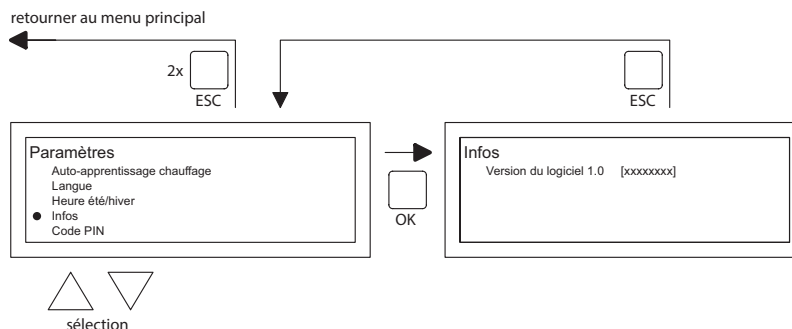 retourner au menu principal
2x
ESC
ESC
Paramètres
Auto-apprentissage chauffage
Langue
Heure été/hiver
Infos
Code PIN
OK
Infos
Version du logiciel 1.0 [xxxxxxxx]
sélection